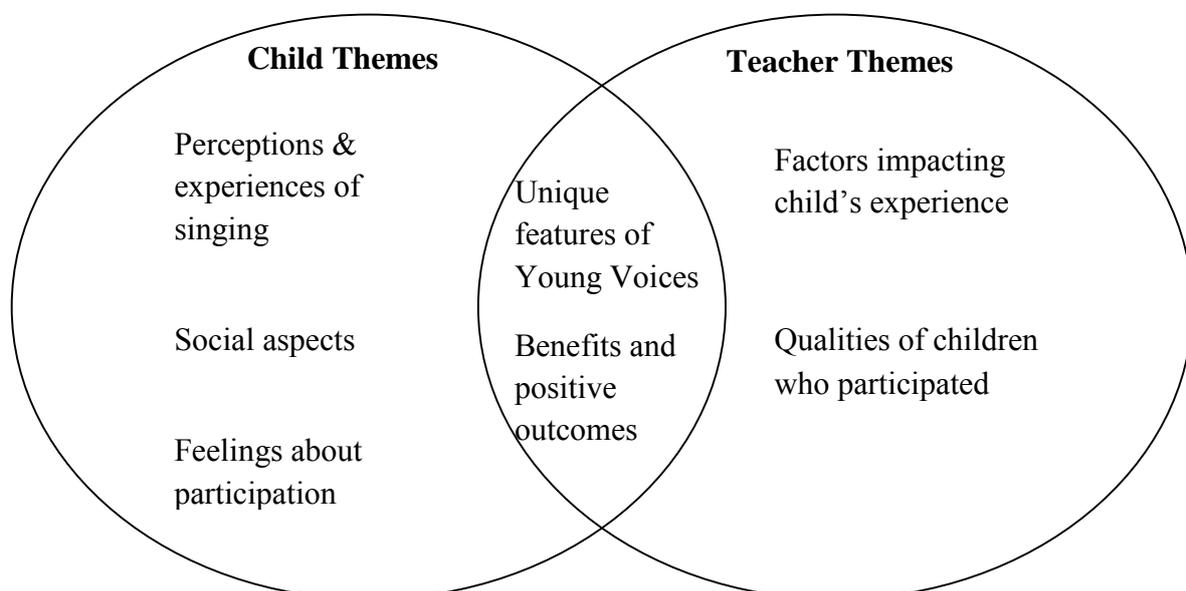 Child Themes
Perceptions &
experiences of
singing
Social aspects
Feelings about
participation
Unique
features of
Young Voices
Benefits and
positive
outcomes
Teacher Themes
Factors impacting
child’s experience
Qualities of children
who participated